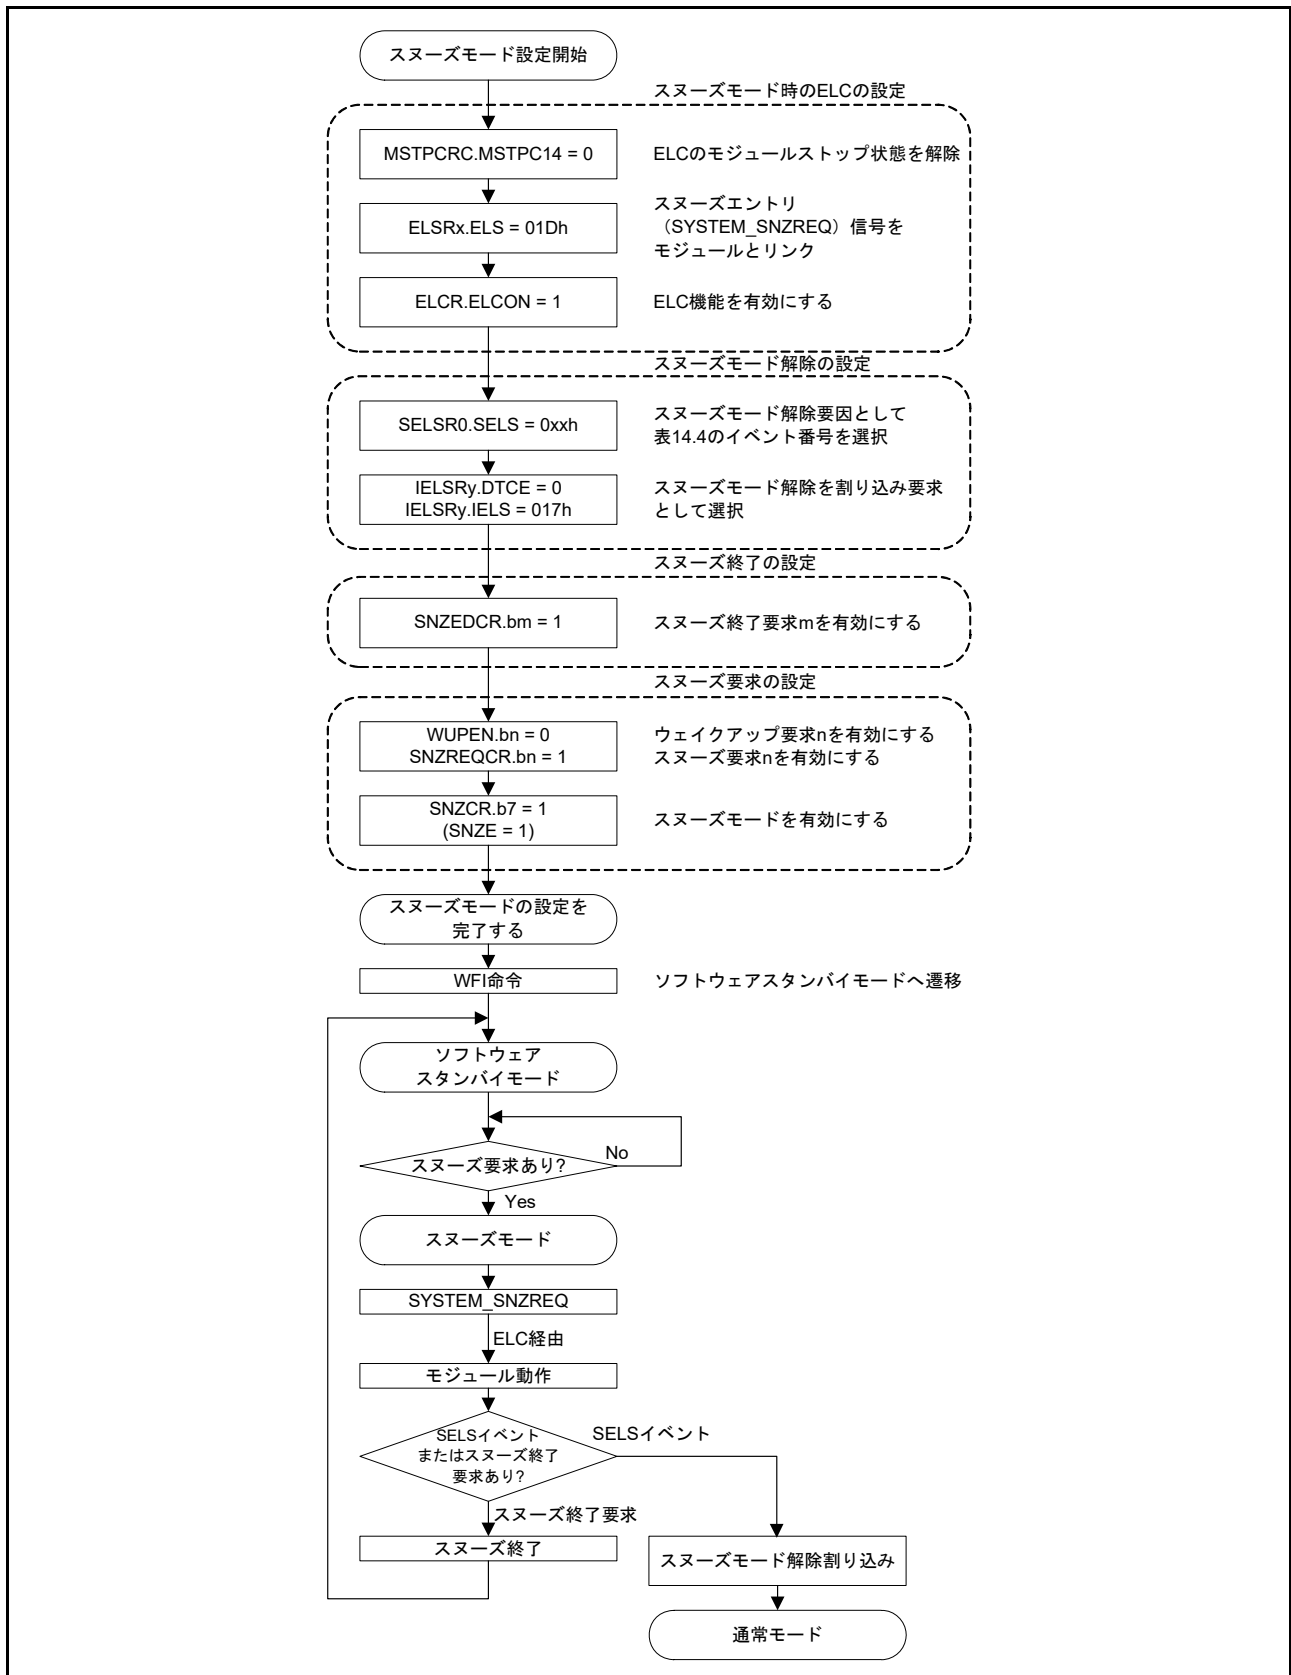 スヌーズモード設定開始
スヌーズモード時のELCの設定
MSTPCRC.MSTPC14 = 0
ELCのモジュールストップ状態を解除
ELSRx.ELS = 01Dh
スヌーズエントリ
（SYSTEM_SNZREQ）信号を
モジュールとリンク
ELCR.ELCON = 1
ELC機能を有効にする
スヌーズモード解除の設定
SELSR0.SELS = 0xxh
スヌーズモード解除要因として
表14.4のイベント番号を選択
IELSRy.DTCE = 0
IELSRy.IELS = 017h
スヌーズモード解除を割り込み要求
として選択
スヌーズ終了の設定
SNZEDCR.bm = 1
スヌーズ終了要求mを有効にする
スヌーズ要求の設定
WUPEN.bn = 0
SNZREQCR.bn = 1
ウェイクアップ要求nを有効にする
スヌーズ要求nを有効にする
SNZCR.b7 = 1
(SNZE = 1)
スヌーズモードを有効にする
スヌーズモードの設定を
完了する
WFI命令
ソフトウェアスタンバイモードへ遷移
ソフトウェア
スタンバイモード
スヌーズ要求あり?
No
Yes
スヌーズモード
SYSTEM_SNZREQ
ELC経由
モジュール動作
SELSイベント
またはスヌーズ終了
要求あり?
SELSイベント
スヌーズ終了要求
スヌーズ終了
スヌーズモード解除割り込み
通常モード